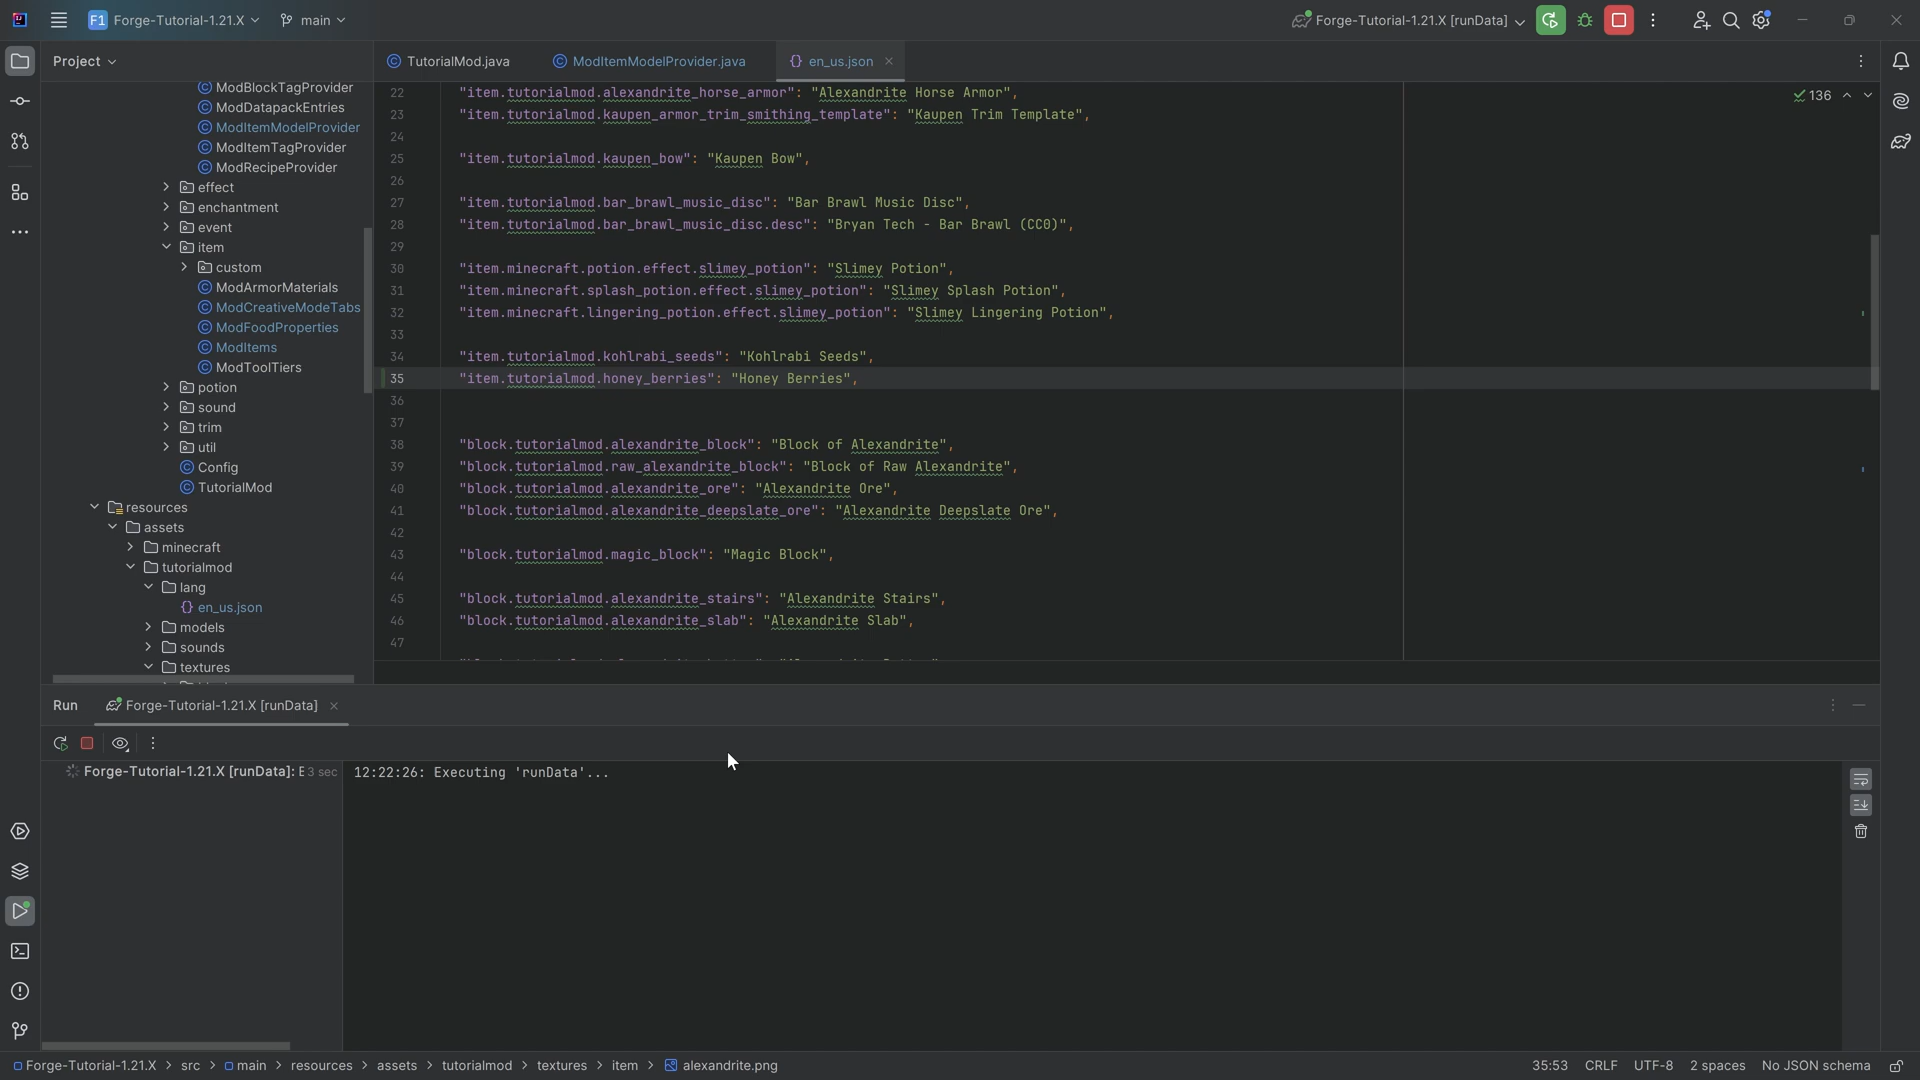 F1 Forge-Tutorial-1.21.X main Forge-Tutorial-1.21.X [runData]
Project
TutorialMod.java ModItemModelProvider.java {} en_us.json
ModBlockTagProvider
ModDatapackEntries
ModItemModelProvider
ModItemTagProvider
ModRecipeProvider
effect
enchantment
event
item
custom
ModArmorMaterials
ModCreativeModeTabs
ModFoodProperties
ModItems
ModToolTiers
potion
sound
trim
util
Config
TutorialMod
resources
assets
minecraft
tutorialmod
lang
{} en_us.json
models
sounds
textures
136
22 "item.tutorialmod.alexandrite_horse_armor": "Alexandrite Horse Armor",
23 "item.tutorialmod.kaupen_armor_trim_smithing_template": "Kaupen Trim Template",
24
25 "item.tutorialmod.kaupen_bow": "Kaupen Bow",
26
27 "item.tutorialmod.bar_brawl_music_disc": "Bar Brawl Music Disc",
28 "item.tutorialmod.bar_brawl_music_disc.desc": "Bryan Tech - Bar Brawl (CC0)",
29
30 "item.minecraft.potion.effect.slimey_potion": "Slimey Potion",
31 "item.minecraft.splash_potion.effect.slimey_potion": "Slimey Splash Potion",
32 "item.minecraft.lingering_potion.effect.slimey_potion": "Slimey Lingering Potion",
33
34 "item.tutorialmod.kohlrabi_seeds": "Kohlrabi Seeds",
35 "item.tutorialmod.honey_berries": "Honey Berries",
36
37
38 "block.tutorialmod.alexandrite_block": "Block of Alexandrite",
39 "block.tutorialmod.raw_alexandrite_block": "Block of Raw Alexandrite",
40 "block.tutorialmod.alexandrite_ore": "Alexandrite Ore",
41 "block.tutorialmod.alexandrite_deepslate_ore": "Alexandrite Deepslate Ore",
42
43 "block.tutorialmod.magic_block": "Magic Block",
44
45 "block.tutorialmod.alexandrite_stairs": "Alexandrite Stairs",
46 "block.tutorialmod.alexandrite_slab": "Alexandrite Slab",
47
Run Forge-Tutorial-1.21.X [runData]
Forge-Tutorial-1.21.X [runData]: E 3 sec
12:22:26: Executing 'runData'...
Forge-Tutorial-1.21.X > src > main > resources > assets > tutorialmod > textures > item > alexandrite.png
35:53 CRLF UTF-8 2 spaces No JSON schema